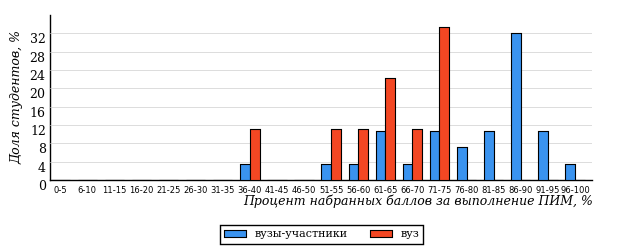 Доля студентов, %
32
28
24
20
16
12
8
4
0
0-5 6-10 11-15 16-20 21-25 26-30 31-35 36-40 41-45 46-50 51-55 56-60 61-65 66-70 71-75 76-80 81-85 86-90 91-95 96-100
Процент набранных баллов за выполнение ПИМ, %
вузы-участники вуз